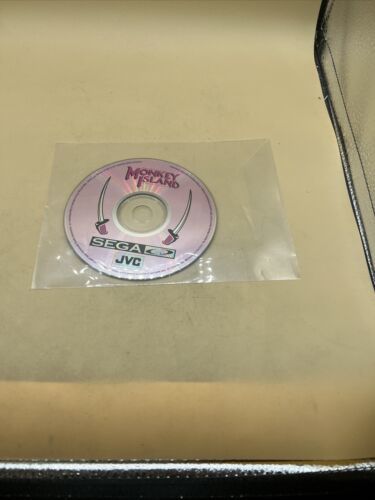 MONKEY
ISLAND
SEGA CD
JVC